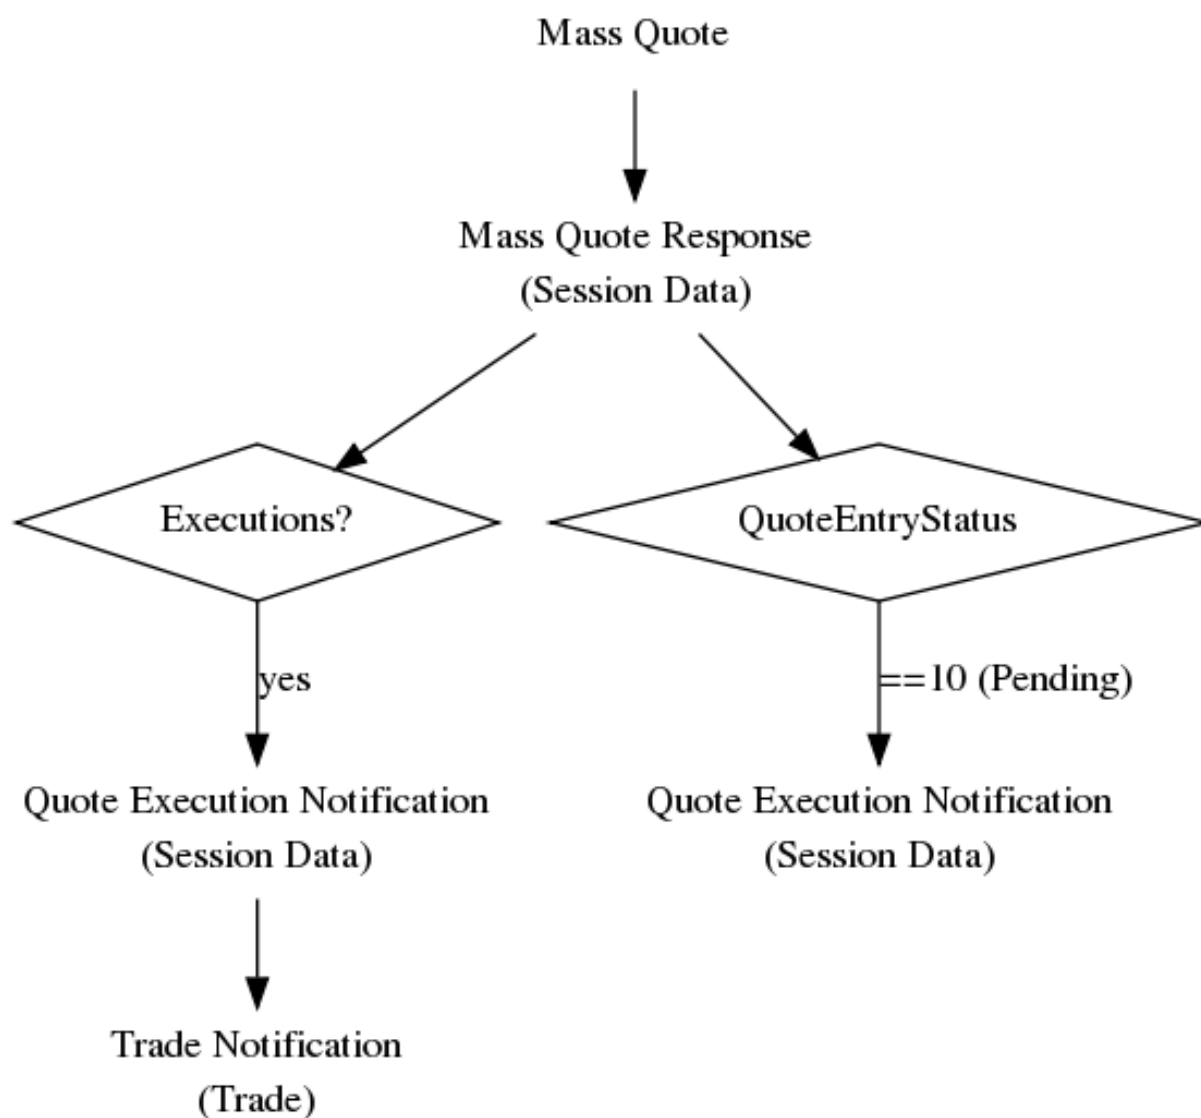 Mass Quote
Mass Quote Response
(Session Data)
Executions?
QuoteEntryStatus
yes
==10 (Pending)
Quote Execution Notification
(Session Data)
Quote Execution Notification
(Session Data)
Trade Notification
(Trade)